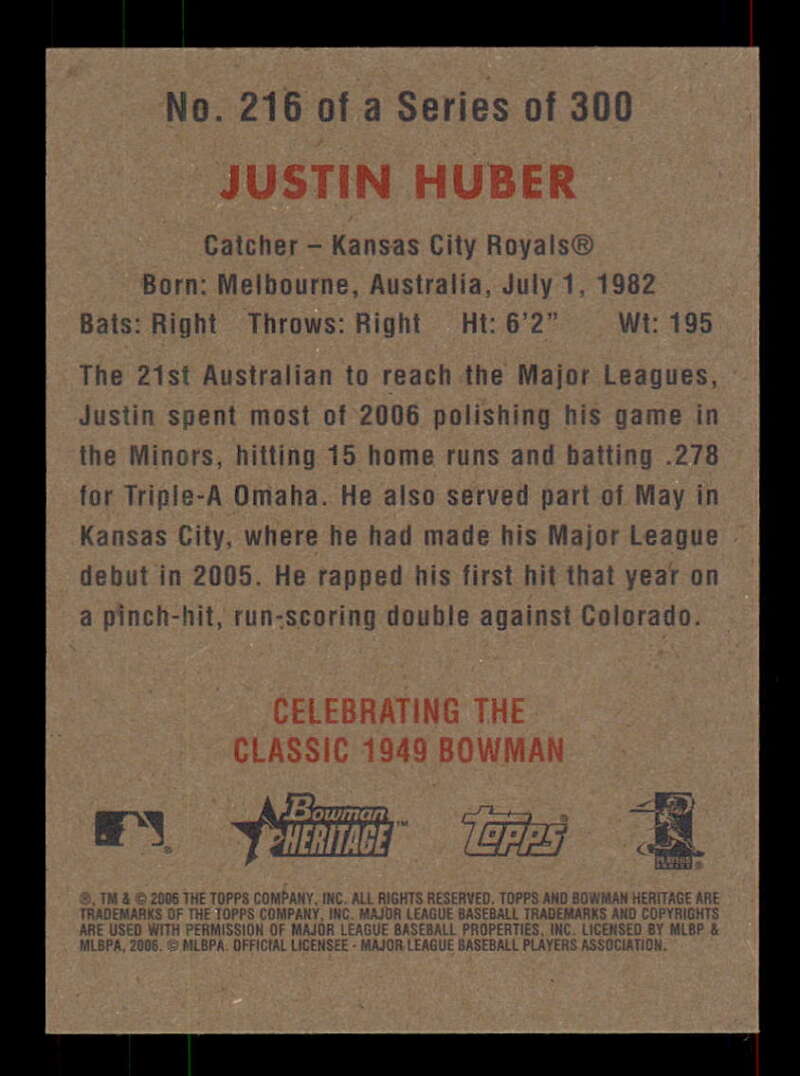 No. 216 of a Series of 300
JUSTIN HUBER
Catcher – Kansas City Royals®
Born: Melbourne, Australia, July 1, 1982
Bats: Right Throws: Right Ht: 6'2" Wt: 195
The 21st Australian to reach the Major Leagues,
Justin spent most of 2006 polishing his game in
the Minors, hitting 15 home runs and batting .278
for Triple-A Omaha. He also served part of May in
Kansas City, where he had made his Major League
debut in 2005. He rapped his first hit that year on
a pinch-hit, run-scoring double against Colorado.
CELEBRATING THE
CLASSIC 1949 BOWMAN
® Bowman HERITAGE™ TOPPS® PLAYERS ®
®, TM & © 2006 THE TOPPS COMPANY, INC. ALL RIGHTS RESERVED. TOPPS AND BOWMAN HERITAGE ARE
TRADEMARKS OF THE TOPPS COMPANY, INC. MAJOR LEAGUE BASEBALL TRADEMARKS AND COPYRIGHTS
ARE USED WITH PERMISSION OF MAJOR LEAGUE BASEBALL PROPERTIES, INC. LICENSED BY MLBP &
MLBPA, 2006. © MLBPA. OFFICIAL LICENSEE - MAJOR LEAGUE BASEBALL PLAYERS ASSOCIATION.